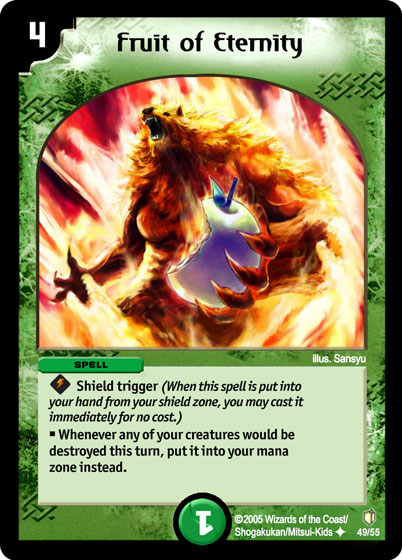 4
Fruit of Eternity
illus. Sansyu
SPELL
Shield trigger (When this spell is put into
your hand from your shield zone, you may cast it
immediately for no cost.)
■ Whenever any of your creatures would be
destroyed this turn, put it into your mana
zone instead.
1
©2005 Wizards of the Coast/
Shogakukan/Mitsui-Kids ✦ 49/55